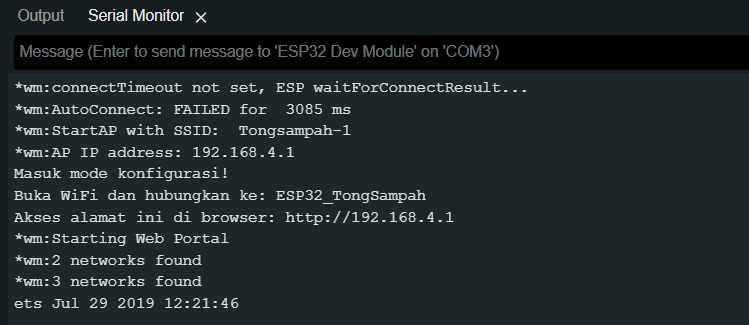 Output Serial Monitor ×
Message (Enter to send message to 'ESP32 Dev Module' on 'COM3')
*wm:connectTimeout not set, ESP waitForConnectResult...
*wm:AutoConnect: FAILED for  3085 ms
*wm:StartAP with SSID:  Tongsampah-1
*wm:AP IP address: 192.168.4.1
Masuk mode konfigurasi!
Buka WiFi dan hubungkan ke: ESP32_TongSampah
Akses alamat ini di browser: http://192.168.4.1
*wm:Starting Web Portal
*wm:2 networks found
*wm:3 networks found
ets Jul 29 2019 12:21:46